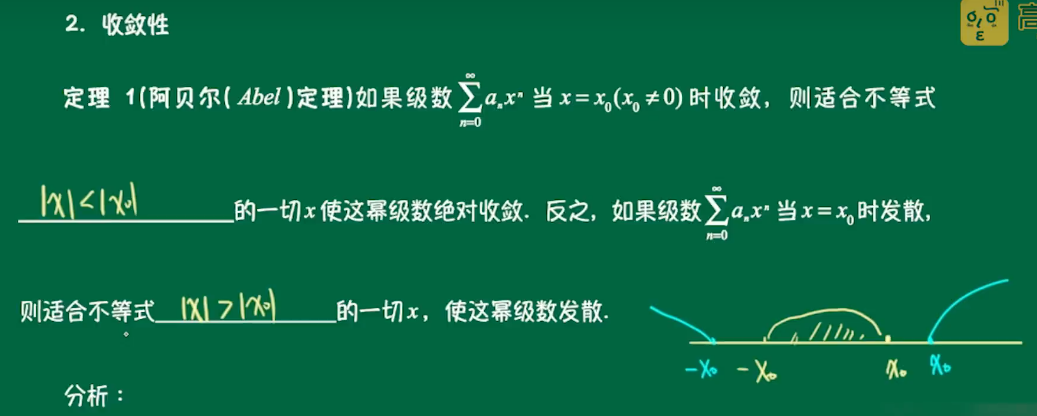 高
2. 收敛性
定理 1(阿贝尔(Abel)定理)如果级数 \sum_{n=0}^{\infty} a_n x^n 当 x=x_0(x_0≠0) 时收敛，则适合不等式
|x|<|x_0| 的一切x使这幂级数绝对收敛. 反之，如果级数 \sum_{n=0}^{\infty} a_n x^n 当 x=x_0 时发散，
则适合不等式 |x|>|x_0| 的一切x，使这幂级数发散.
-x_0 -x_0 x_0 x_0
分析：